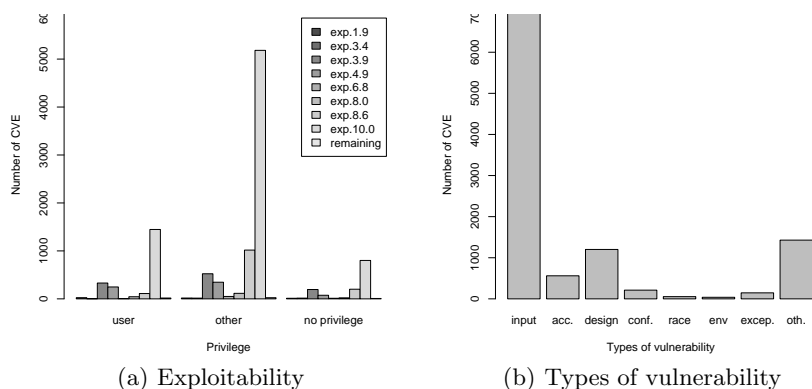 Number of CVE
0
1000
2000
3000
4000
5000
exp.1.9
exp.3.4
exp.3.9
exp.4.9
exp.6.8
exp.8.0
exp.8.6
exp.10.0
remaining
user other no privilege
Privilege
(a) Exploitability
Number of CVE
0
1000
2000
3000
4000
5000
6000
input acc. design conf. race env excep. oth.
Types of vulnerability
(b) Types of vulnerability